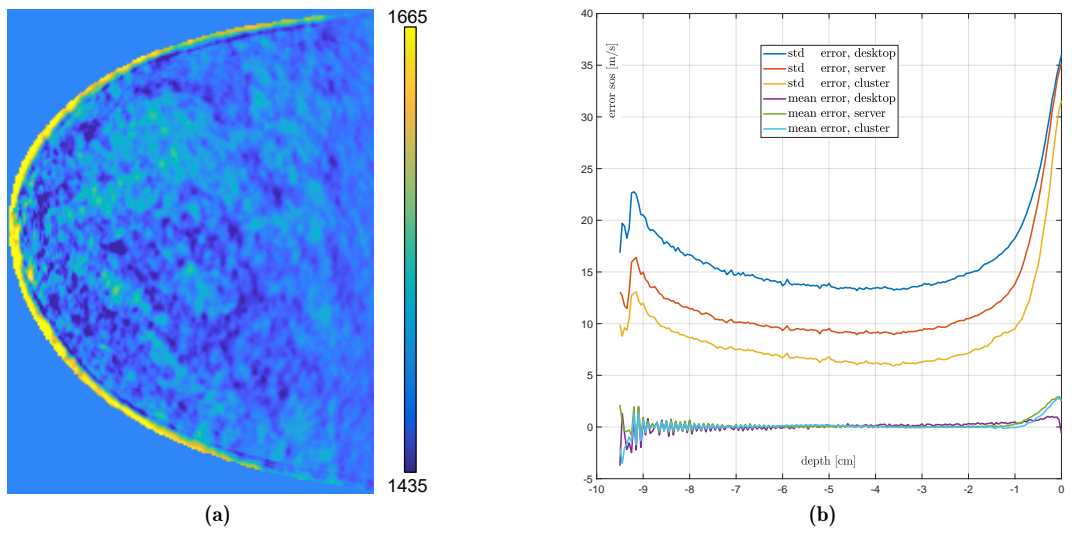 1665
1435
(a)
40
35
30
25
20
15
10
5
0
-5
error sos [m/s]
std error, desktop
std error, server
std error, cluster
mean error, desktop
mean error, server
mean error, cluster
depth [cm]
-10 -9 -8 -7 -6 -5 -4 -3 -2 -1 0
(b)